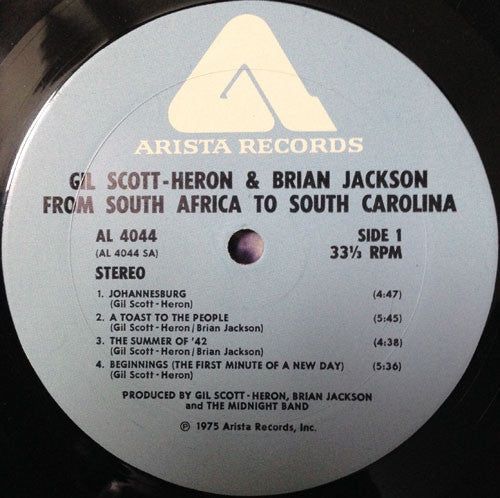 ARISTA RECORDS
GIL SCOTT-HERON & BRIAN JACKSON
FROM SOUTH AFRICA TO SOUTH CAROLINA
AL 4044 SIDE 1
(AL 4044 SA) 33⅓ RPM
STEREO
1. JOHANNESBURG (4:47)
(Gil Scott-Heron)
2. A TOAST TO THE PEOPLE (5:45)
(Gil Scott-Heron/Brian Jackson)
3. THE SUMMER OF '42 (4:38)
(Gil Scott-Heron/Brian Jackson)
4. BEGINNINGS (THE FIRST MINUTE OF A NEW DAY) (5:36)
(Gil Scott-Heron)
PRODUCED BY GIL SCOTT-HERON, BRIAN JACKSON
and THE MIDNIGHT BAND
℗ 1975 Arista Records, Inc.